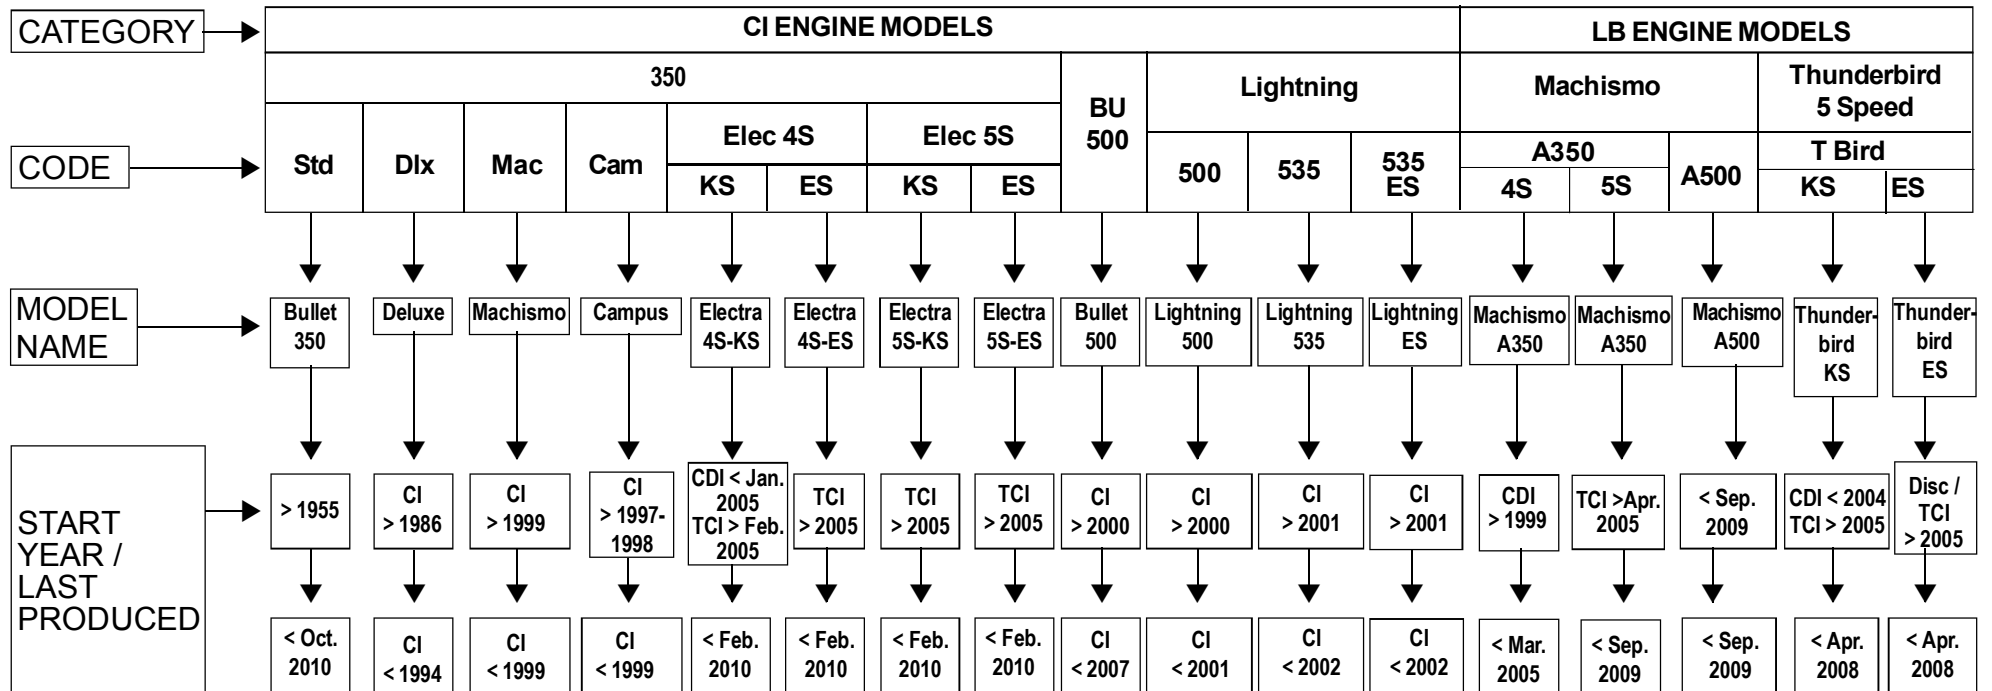 CATEGORY
CI ENGINE MODELS
LB ENGINE MODELS
350
BU
500
Lightning
Machismo
Thunderbird
5 Speed
CODE
Std
Dlx
Mac
Cam
Elec 4S
Elec 5S
KS
ES
KS
ES
500
535
535
ES
A350
4S
5S
A500
T Bird
KS
ES
MODEL
NAME
Bullet
350
Deluxe
Machismo
Campus
Electra
4S-KS
Electra
4S-ES
Electra
5S-KS
Electra
5S-ES
Bullet
500
Lightning
500
Lightning
535
Lightning
ES
Machismo
A350
Machismo
A350
Machismo
A500
Thunder-
bird
KS
Thunder-
bird
ES
START
YEAR /
LAST
PRODUCED
> 1955
CI
> 1986
CI
> 1999
CI
> 1997-
1998
CDI < Jan.
2005
TCI > Feb.
2005
TCI
> 2005
TCI
> 2005
TCI
> 2005
CI
> 2000
CI
> 2000
CI
> 2001
CI
> 2001
CDI
> 1999
TCI >Apr.
2005
< Sep.
2009
CDI < 2004
TCI > 2005
Disc /
TCI
> 2005
< Oct.
2010
CI
< 1994
CI
< 1999
CI
< 1999
< Feb.
2010
< Feb.
2010
< Feb.
2010
< Feb.
2010
CI
< 2007
CI
< 2001
CI
< 2002
CI
< 2002
< Mar.
2005
< Sep.
2009
< Sep.
2009
< Apr.
2008
< Apr.
2008